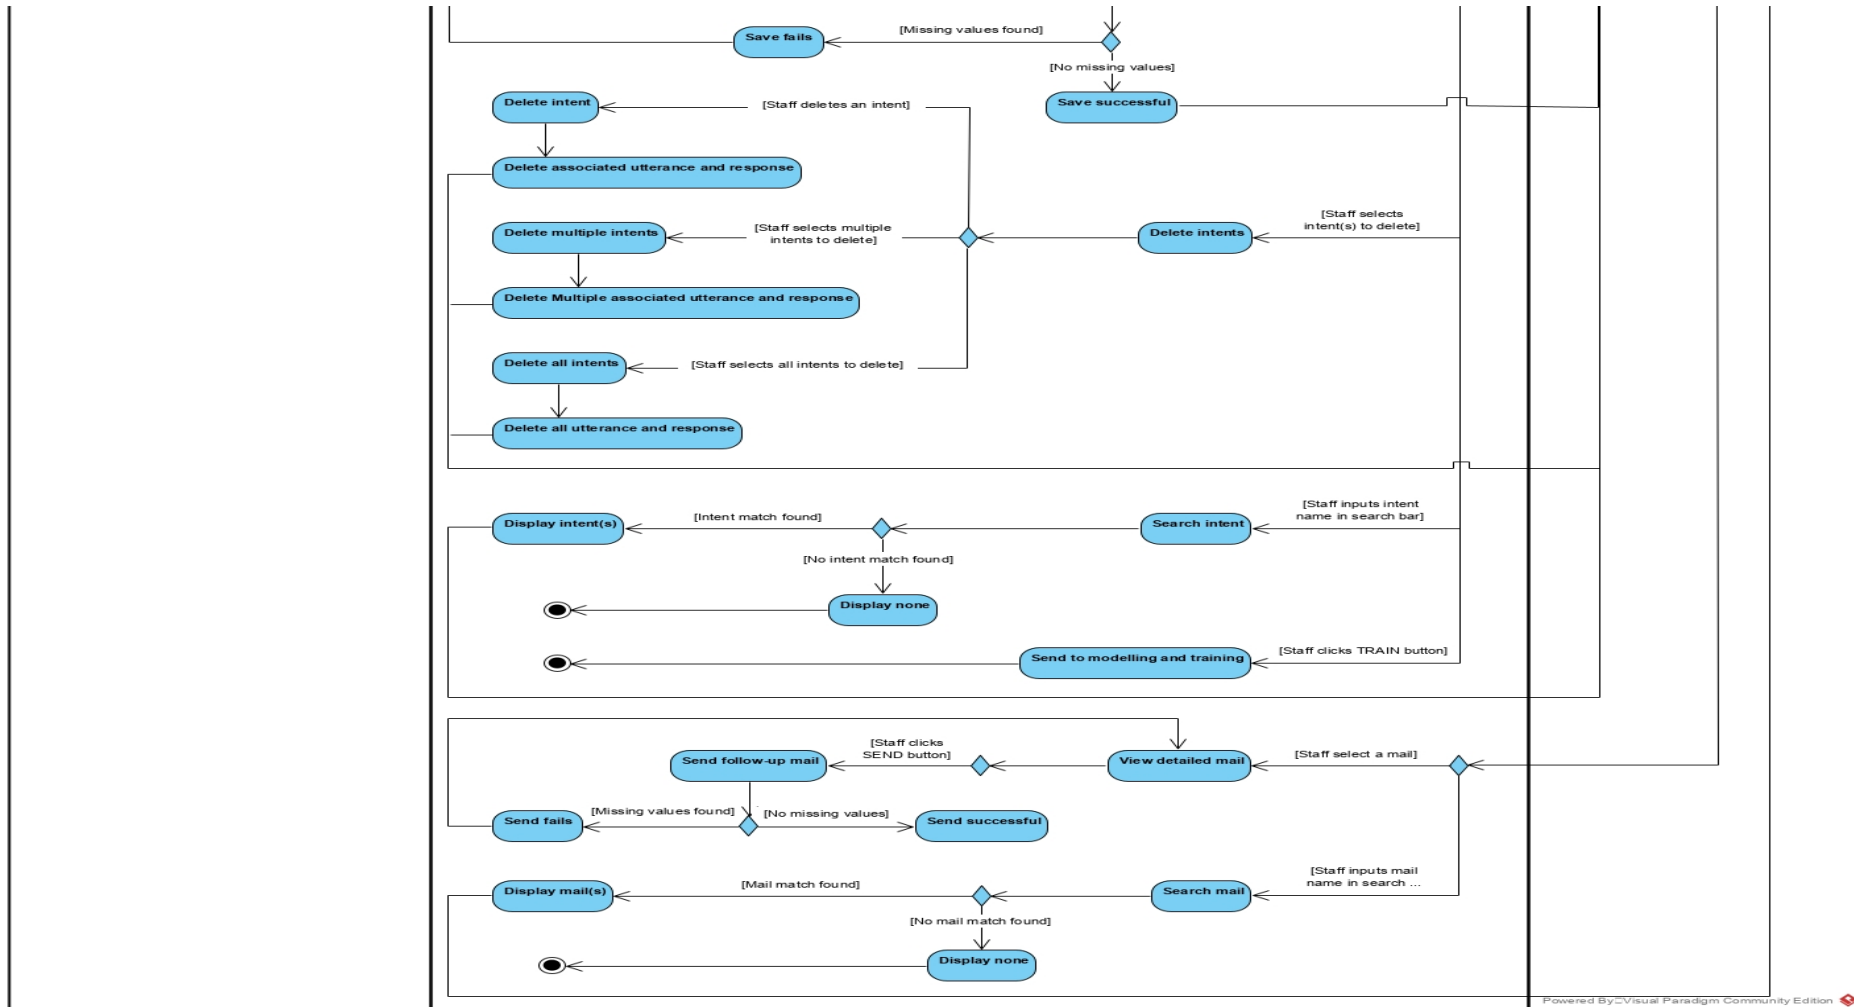 Save fails
[Missing values found]
[No missing values]
Save successful
Delete intent
[Staff deletes an intent]
Delete associated utterance and response
Delete multiple intents
[Staff selects multiple
intents to delete]
Delete intents
[Staff selects
intent(s) to delete]
Delete Multiple associated utterance and response
Delete all intents
[Staff selects all intents to delete]
Delete all utterance and response
Display intent(s)
[Intent match found]
Search intent
[Staff inputs intent
name in search bar]
[No intent match found]
Display none
Send to modelling and training
[Staff clicks TRAIN button]
Send follow-up mail
[Staff clicks
SEND button]
View detailed mail
[Staff select a mail]
Send fails
[Missing values found]
[No missing values]
Send successful
Display mail(s)
[Mail match found]
Search mail
[Staff inputs mail
name in search ...
[No mail match found]
Display none
Powered By Visual Paradigm Community Edition